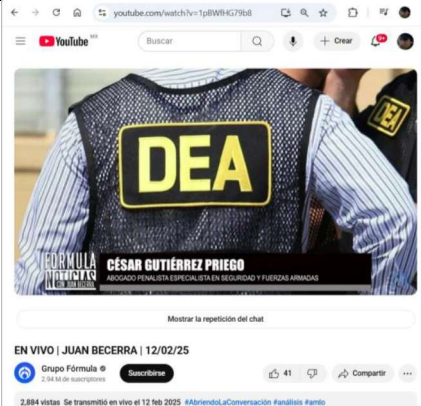 youtube.com/watch?v=1pBWfHG79b8
YouTube MX
Buscar
Crear
9+
DEA
DEA
FÓRMULA
NOTICIAS
CON JUAN BECERRA
CÉSAR GUTIÉRREZ PRIEGO
ABOGADO PENALISTA ESPECIALISTA EN SEGURIDAD Y FUERZAS ARMADAS
Mostrar la repetición del chat
EN VIVO | JUAN BECERRA | 12/02/25
Grupo Fórmula
2.94 M de suscriptores
Suscribirse
41
Compartir
2,884 vistas Se transmitió en vivo el 12 feb 2025 #AbriendoLaConversación #análisis #amlo